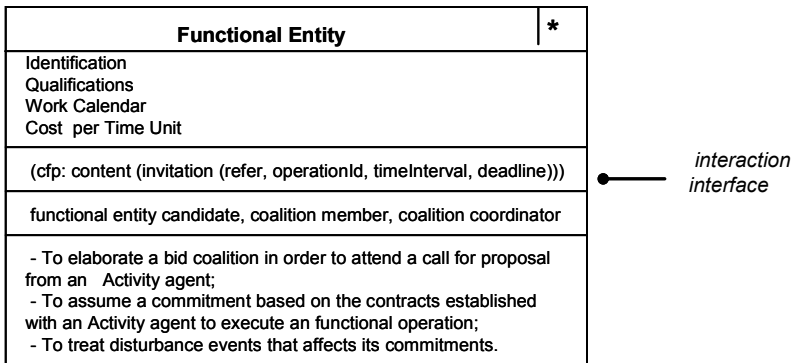 Functional Entity *
Identification
Qualifications
Work Calendar
Cost per Time Unit
(cfp: content (invitation (refer, operationId, timeInterval, deadline)))
interaction
interface
functional entity candidate, coalition member, coalition coordinator
- To elaborate a bid coalition in order to attend a call for proposal
from an Activity agent;
- To assume a commitment based on the contracts established
with an Activity agent to execute an functional operation;
- To treat disturbance events that affects its commitments.